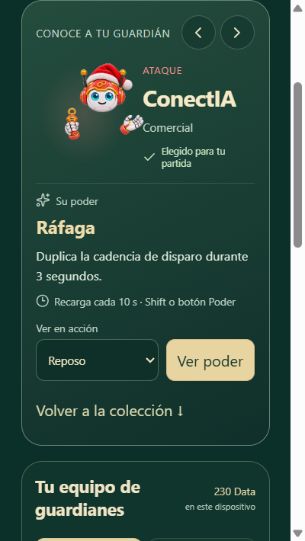 CONOCE A TU GUARDIÁN
ATAQUE
ConectIA
Comercial
Elegido para tu
partida
Su poder
Ráfaga
Duplica la cadencia de disparo durante
3 segundos.
Recarga cada 10 s · Shift o botón Poder
Ver en acción
Reposo
Ver poder
Volver a la colección ↓
Tu equipo de
guardianes
230 Data
en este dispositivo